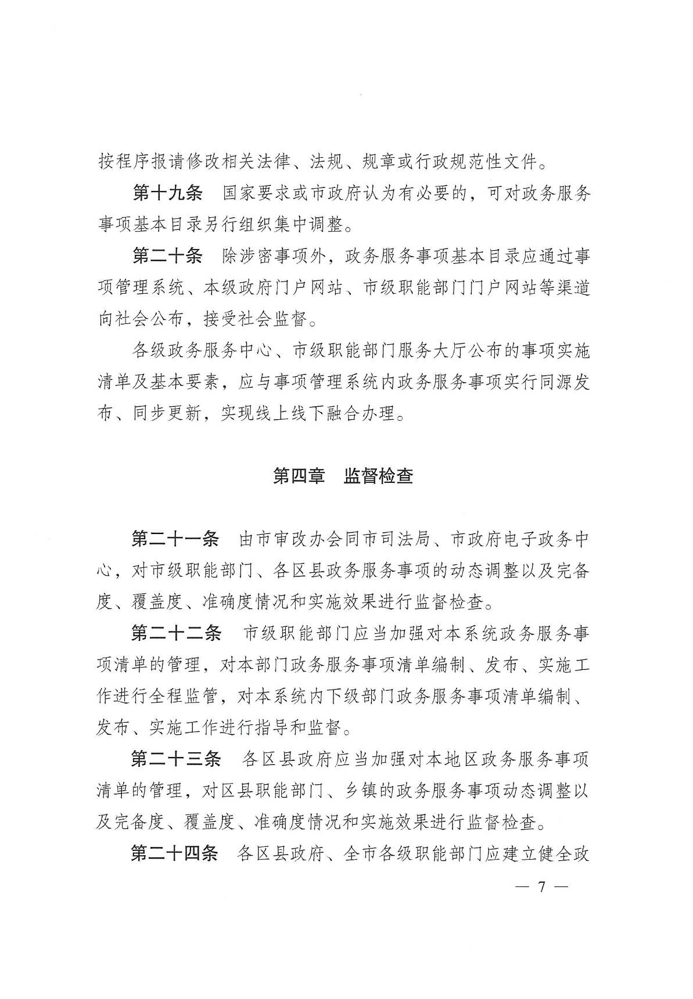 按程序报请修改相关法律、法规、规章或行政规范性文件。
第十九条　国家要求或市政府认为有必要的，可对政务服务
事项基本目录另行组织集中调整。
第二十条　除涉密事项外，政务服务事项基本目录应通过事
项管理系统、本级政府门户网站、市级职能部门门户网站等渠道
向社会公布，接受社会监督。
各级政务服务中心、市级职能部门服务大厅公布的事项实施
清单及基本要素，应与事项管理系统内政务服务事项实行同源发
布、同步更新，实现线上线下融合办理。
第四章　监督检查
第二十一条　由市审改办会同市司法局、市政府电子政务中
心，对市级职能部门、各区县政务服务事项的动态调整以及完备
度、覆盖度、准确度情况和实施效果进行监督检查。
第二十二条　市级职能部门应当加强对本系统政务服务事
项清单的管理，对本部门政务服务事项清单编制、发布、实施工
作进行全程监管，对本系统内下级部门政务服务事项清单编制、
发布、实施工作进行指导和监督。
第二十三条　各区县政府应当加强对本地区政务服务事项
清单的管理，对区县职能部门、乡镇的政务服务事项动态调整以
及完备度、覆盖度、准确度情况和实施效果进行监督检查。
第二十四条　各区县政府、全市各级职能部门应建立健全政
— 7 —